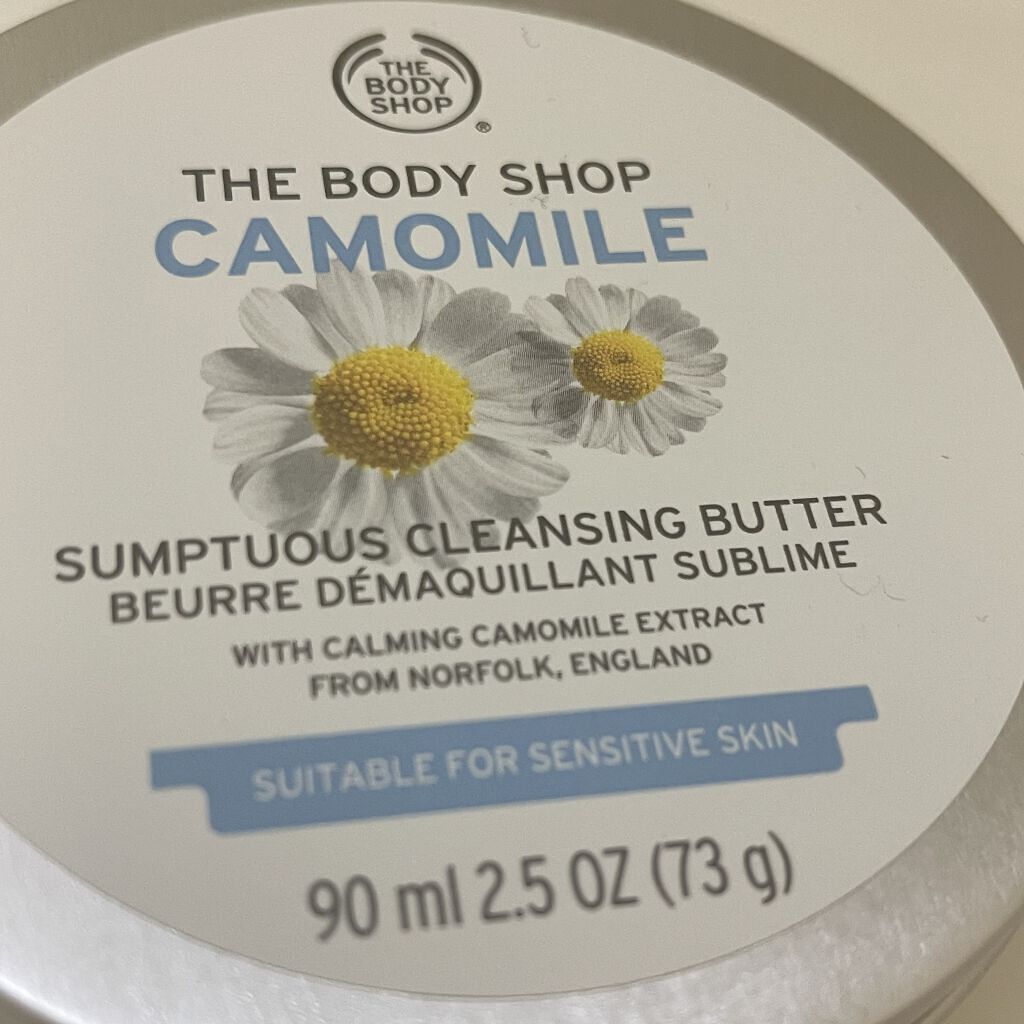 THE
BODY
SHOP
®
THE BODY SHOP
CAMOMILE
SUMPTUOUS CLEANSING BUTTER
BEURRE DÉMAQUILLANT SUBLIME
WITH CALMING CAMOMILE EXTRACT
FROM NORFOLK, ENGLAND
SUITABLE FOR SENSITIVE SKIN
90 ml 2.5 OZ (73 g)